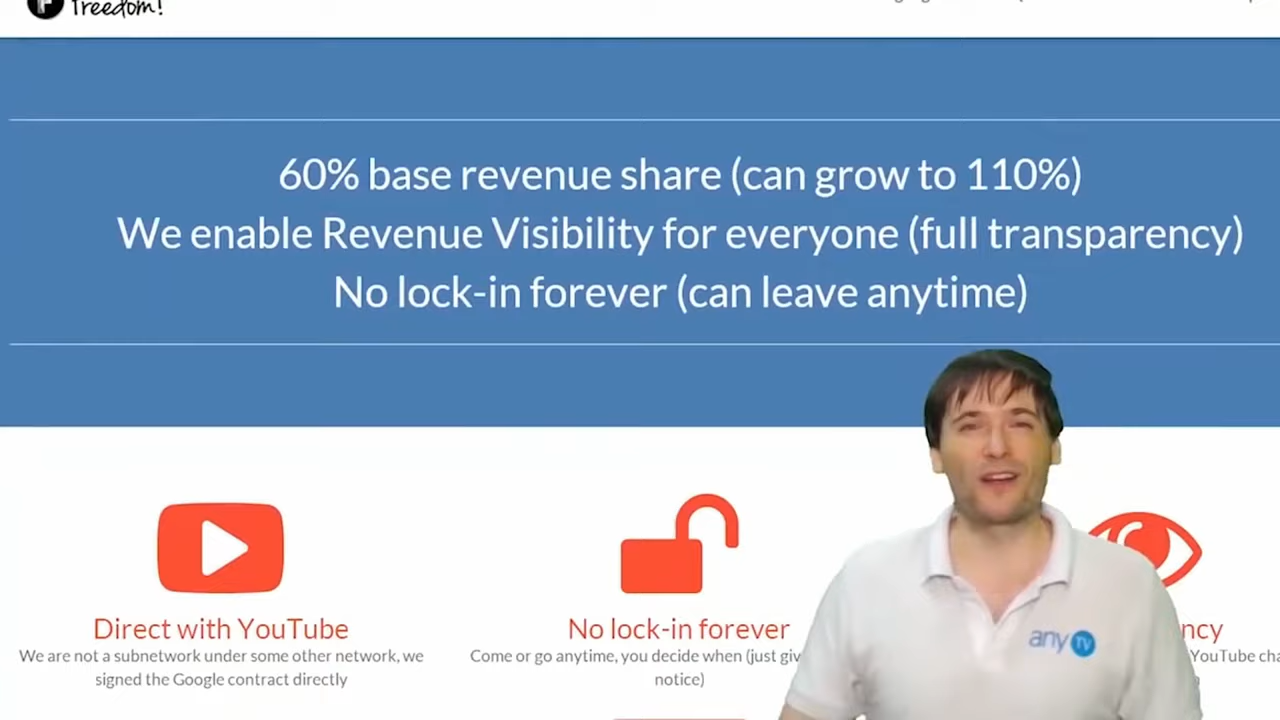 freedom!
60% base revenue share (can grow to 110%)
We enable Revenue Visibility for everyone (full transparency)
No lock-in forever (can leave anytime)
Direct with YouTube
We are not a subnetwork under some other network, we
signed the Google contract directly
No lock-in forever
Come or go anytime, you decide when (just giv
notice)
ncy
YouTube cha
any TV